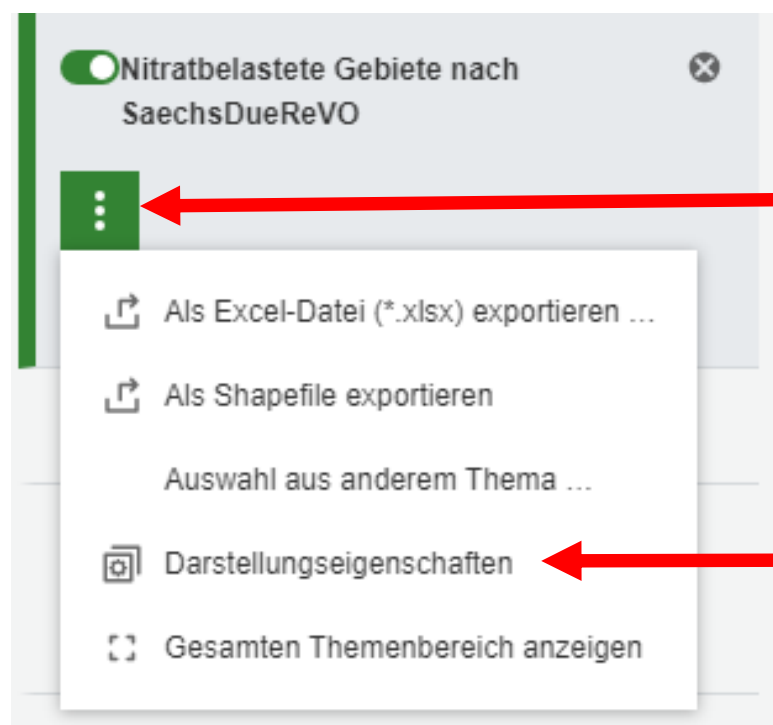 Nitratbelastete Gebiete nach
SaechsDueReVO
Als Excel-Datei (*.xlsx) exportieren ...
Als Shapefile exportieren
Auswahl aus anderem Thema ...
Darstellungseigenschaften
Gesamten Themenbereich anzeigen